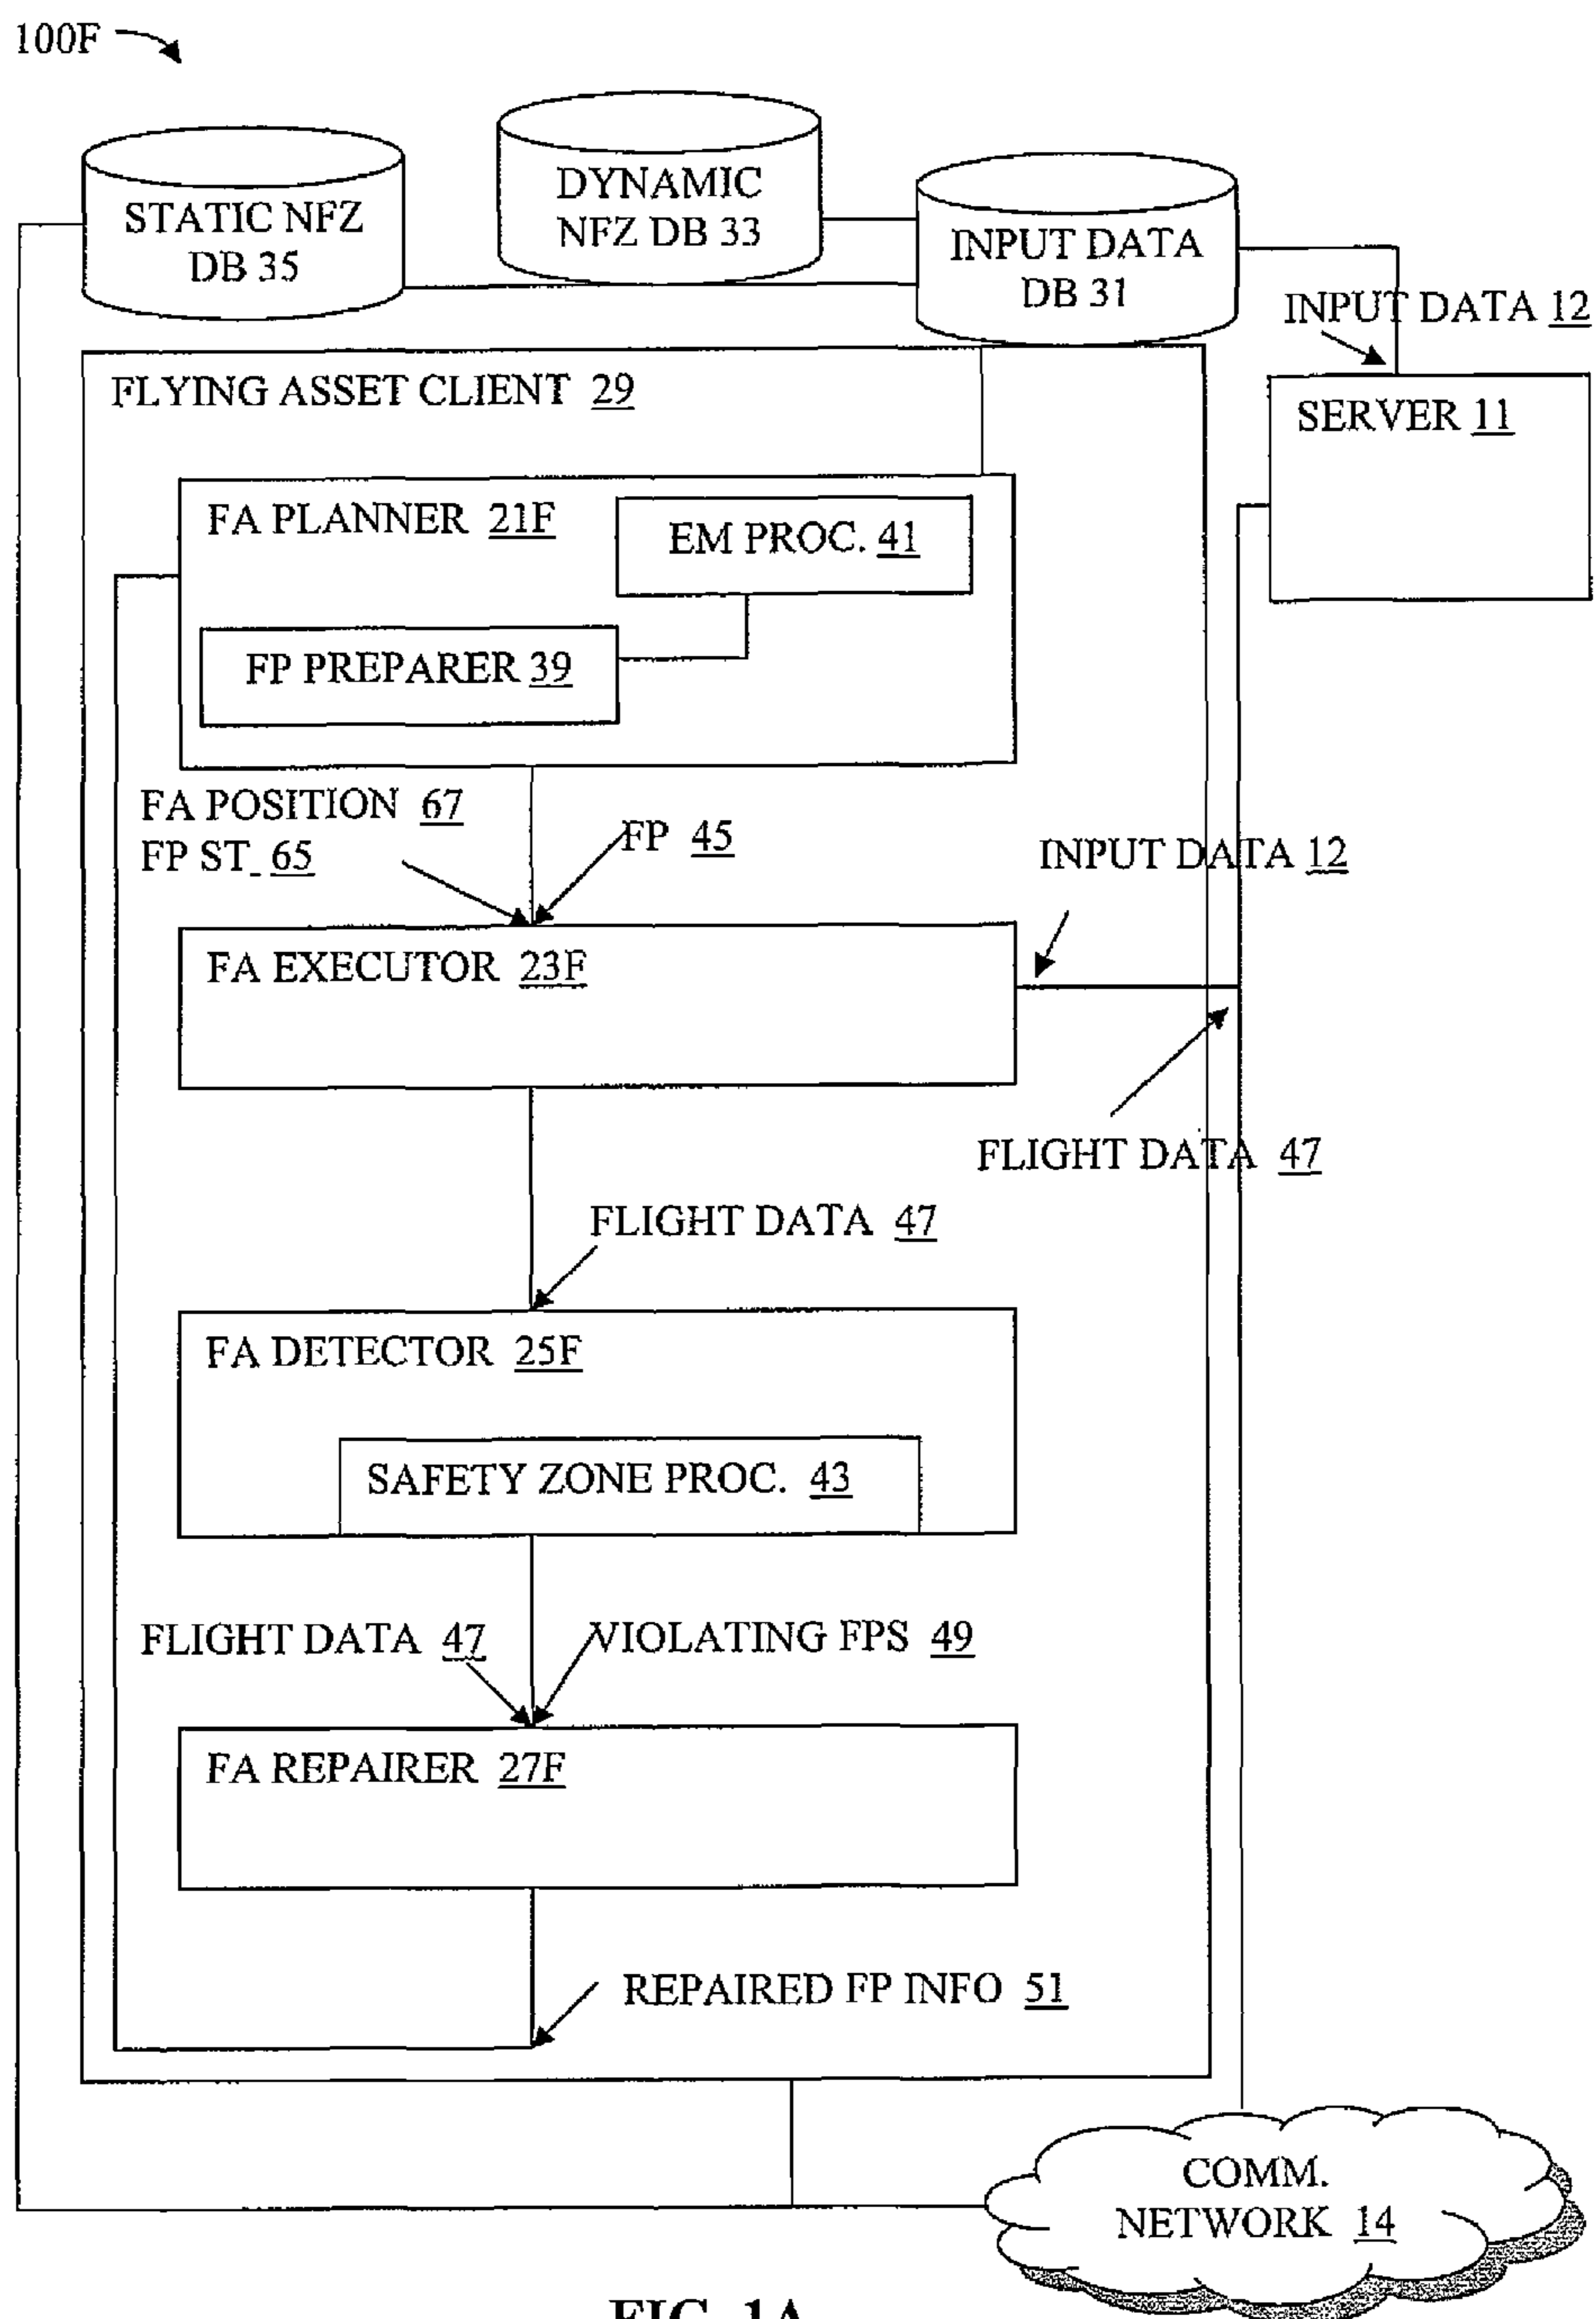 100F
STATIC NFZ
DB 35
DYNAMIC
NFZ DB 33
INPUT DATA
DB 31
INPUT DATA 12
FLYING ASSET CLIENT 29
SERVER 11
FA PLANNER 21F
EM PROC. 41
FP PREPARER 39
FA POSITION 67
FP ST 65
FP 45
INPUT DATA 12
FA EXECUTOR 23F
FLIGHT DATA 47
FLIGHT DATA 47
FA DETECTOR 25F
SAFETY ZONE PROC. 43
FLIGHT DATA 47
VIOLATING FPS 49
FA REPAIRER 27F
REPAIRED FP INFO 51
COMM.
NETWORK 14
FIG. 1A